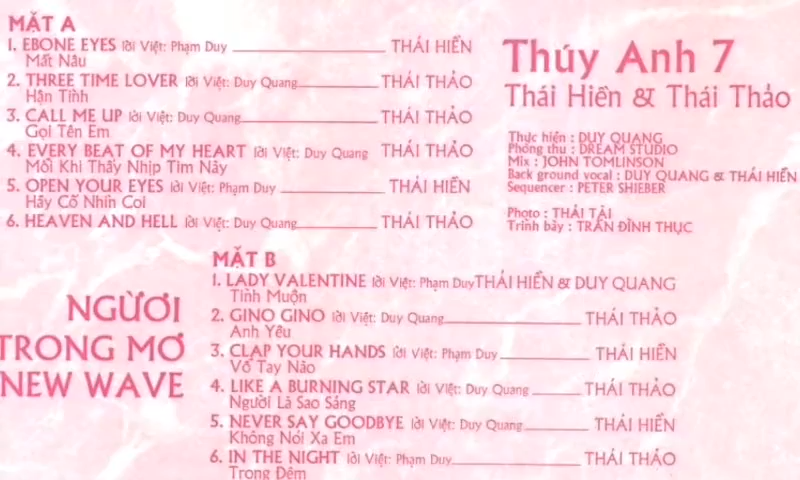 MẶT A
1. EBONE EYES lời Việt: Phạm Duy THÁI HIỀN
Mắt Nâu
2. THREE TIME LOVER lời Việt: Duy Quang THÁI THẢO
Hận Tình
3. CALL ME UP lời Việt: Duy Quang THÁI THẢO
Gọi Tên Em
4. EVERY BEAT OF MY HEART lời Việt: Duy Quang THÁI THẢO
Mỗi Khi Thấy Nhịp Tim Nảy
5. OPEN YOUR EYES lời Việt: Phạm Duy THÁI HIỀN
Hãy Cố Nhìn Coi
6. HEAVEN AND HELL lời Việt: Duy Quang THÁI THẢO
Thúy Anh 7
Thái Hiền & Thái Thảo
Thực hiện : DUY QUANG
Phòng thu : DREAM STUDIO
Mix : JOHN TOMLINSON
Back ground vocal : DUY QUANG & THÁI HIỀN
Sequencer : PETER SHIEBER
Photo : THÁI TÀI
Trình bày : TRẦN ĐÌNH THỤC
NGƯỜI
TRONG MƠ
NEW WAVE
MẶT B
1. LADY VALENTINE lời Việt: Phạm Duy THÁI HIỀN & DUY QUANG
Tình Muộn
2. GINO GINO lời Việt: Duy Quang THÁI THẢO
Anh Yêu
3. CLAP YOUR HANDS lời Việt: Phạm Duy THÁI HIỀN
Vỗ Tay Nào
4. LIKE A BURNING STAR lời Việt: Duy Quang THÁI THẢO
Người Là Sao Sáng
5. NEVER SAY GOODBYE lời Việt: Duy Quang THÁI HIỀN
Không Nói Xa Em
6. IN THE NIGHT lời Việt: Phạm Duy THÁI THẢO
Trong Đêm